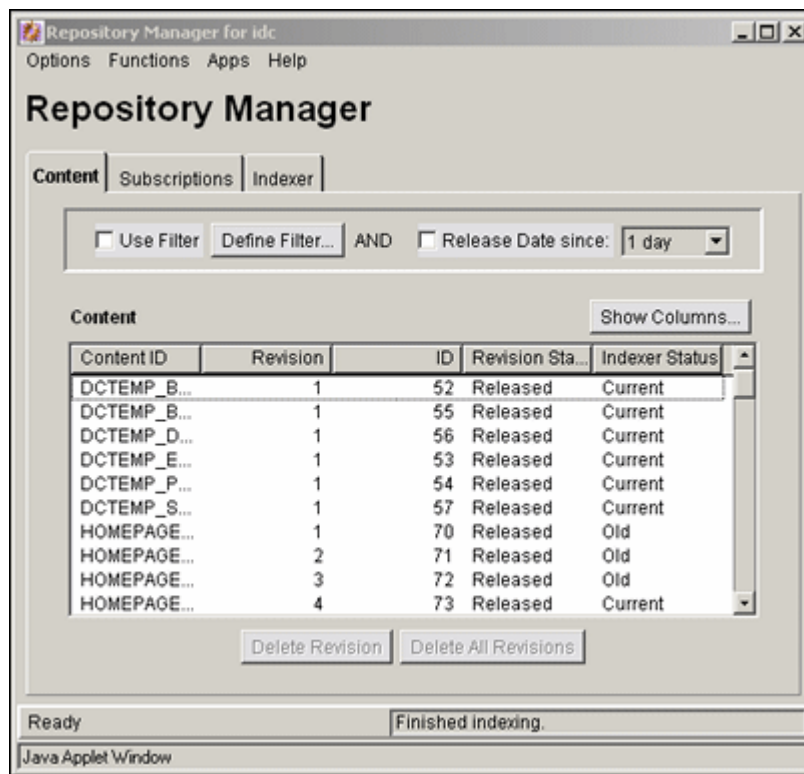 Repository Manager for idc
Options Functions Apps Help
Repository Manager
Content Subscriptions Indexer
Use Filter Define Filter... AND Release Date since: 1 day
Content Show Columns...
Content ID Revision ID Revision Sta... Indexer Status
DCTEMP_B... 1 52 Released Current
DCTEMP_B... 1 55 Released Current
DCTEMP_D... 1 56 Released Current
DCTEMP_E... 1 53 Released Current
DCTEMP_P... 1 54 Released Current
DCTEMP_S... 1 57 Released Current
HOMEPAGE... 1 70 Released Old
HOMEPAGE... 2 71 Released Old
HOMEPAGE... 3 72 Released Old
HOMEPAGE... 4 73 Released Current
Delete Revision Delete All Revisions
Ready Finished indexing.
Java Applet Window